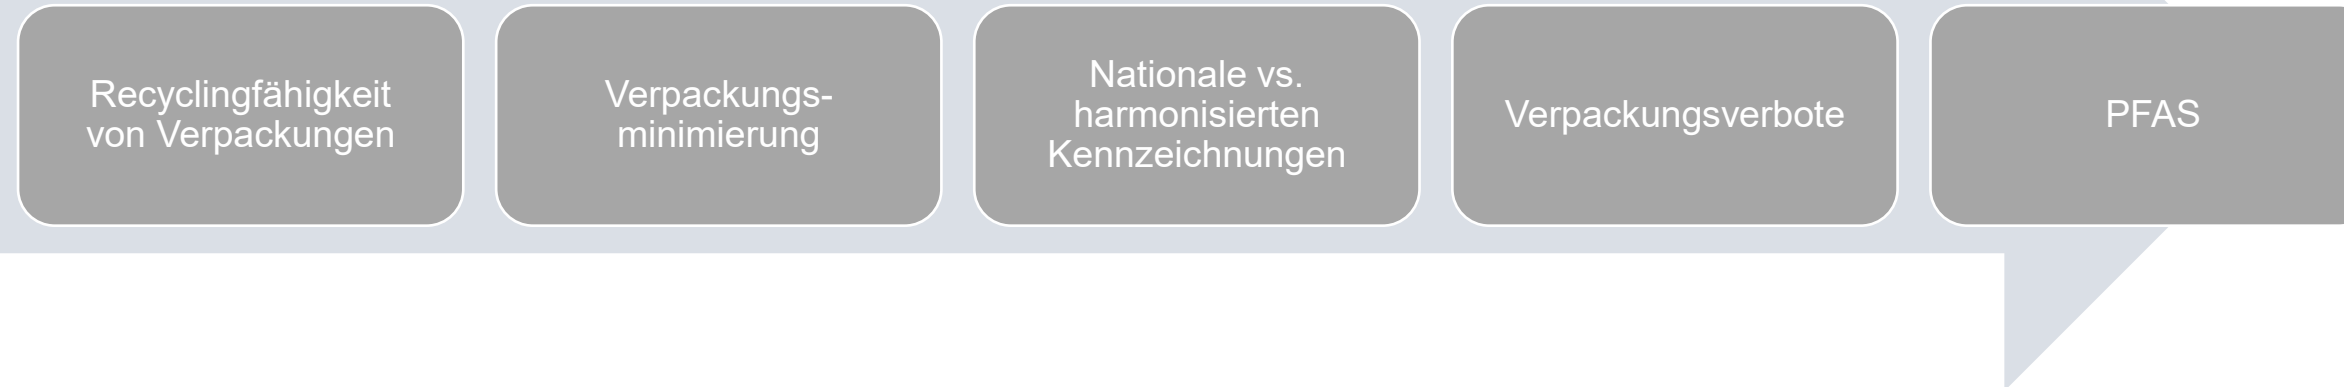 Recyclingfähigkeit
von Verpackungen
Verpackungs-
minimierung
Nationale vs.
harmonisierten
Kennzeichnungen
Verpackungsverbote
PFAS